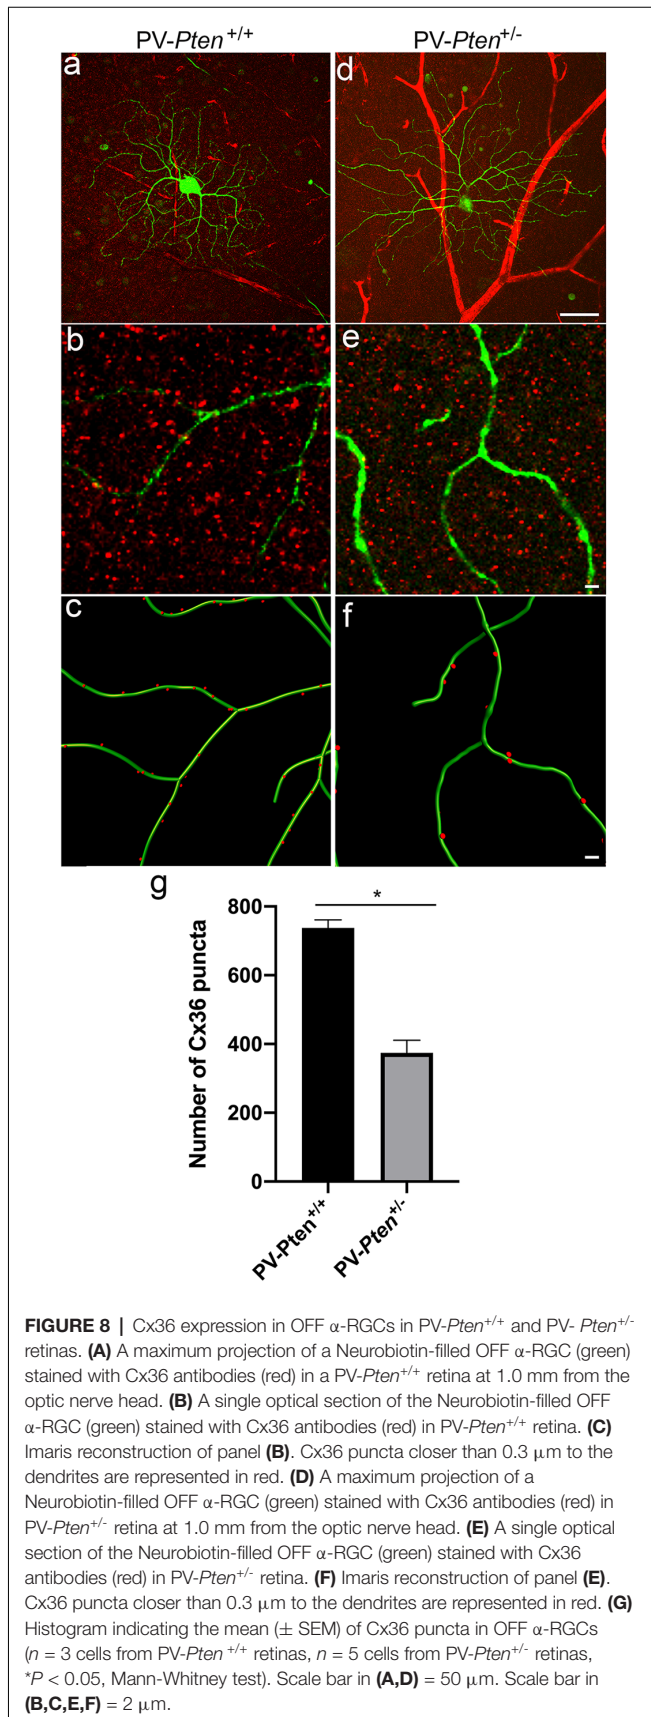 PV-Pten+/+ PV-Pten+/-
a d
b e
c f
g
*
800
600
400
200
0
Number of Cx36 puncta
PV-Pten+/+ PV-Pten+/-
FIGURE 8 | Cx36 expression in OFF α-RGCs in PV-Pten+/+ and PV- Pten+/-
retinas. (A) A maximum projection of a Neurobiotin-filled OFF α-RGC (green)
stained with Cx36 antibodies (red) in a PV-Pten+/+ retina at 1.0 mm from the
optic nerve head. (B) A single optical section of the Neurobiotin-filled OFF
α-RGC (green) stained with Cx36 antibodies (red) in PV-Pten+/+ retina. (C)
Imaris reconstruction of panel (B). Cx36 puncta closer than 0.3 μm to the
dendrites are represented in red. (D) A maximum projection of a
Neurobiotin-filled OFF α-RGC (green) stained with Cx36 antibodies (red) in
PV-Pten+/- retina at 1.0 mm from the optic nerve head. (E) A single optical
section of the Neurobiotin-filled OFF α-RGC (green) stained with Cx36
antibodies (red) in PV-Pten+/- retina. (F) Imaris reconstruction of panel (E).
Cx36 puncta closer than 0.3 μm to the dendrites are represented in red. (G)
Histogram indicating the mean (± SEM) of Cx36 puncta in OFF α-RGCs
(n = 3 cells from PV-Pten +/+ retinas, n = 5 cells from PV-Pten+/- retinas,
*P < 0.05, Mann-Whitney test). Scale bar in (A,D) = 50 μm. Scale bar in
(B,C,E,F) = 2 μm.